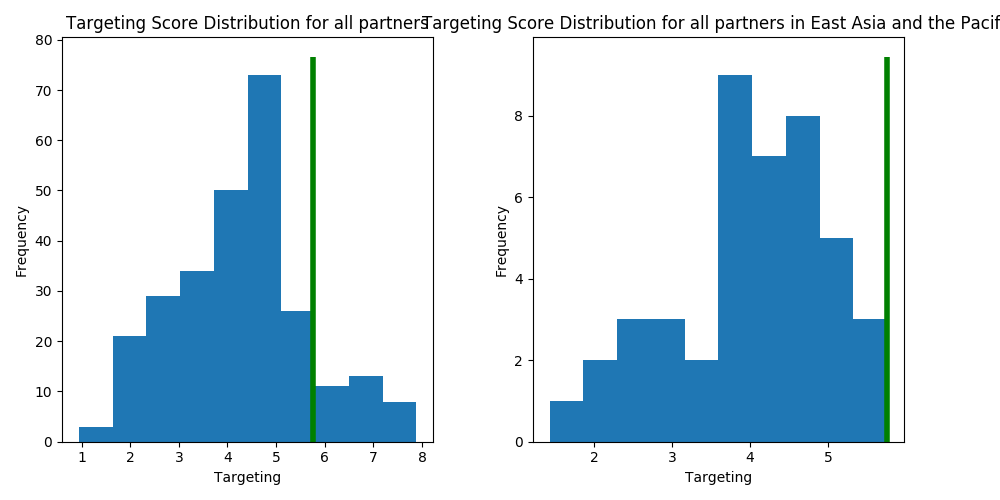 Targeting Score Distribution for all partners
Targeting Score Distribution for all partners in East Asia and the Pacif
80
70
60
50
40
30
20
10
0
Frequency
1 2 3 4 5 6 7 8
Targeting
8
6
4
2
0
Frequency
2 3 4 5
Targeting